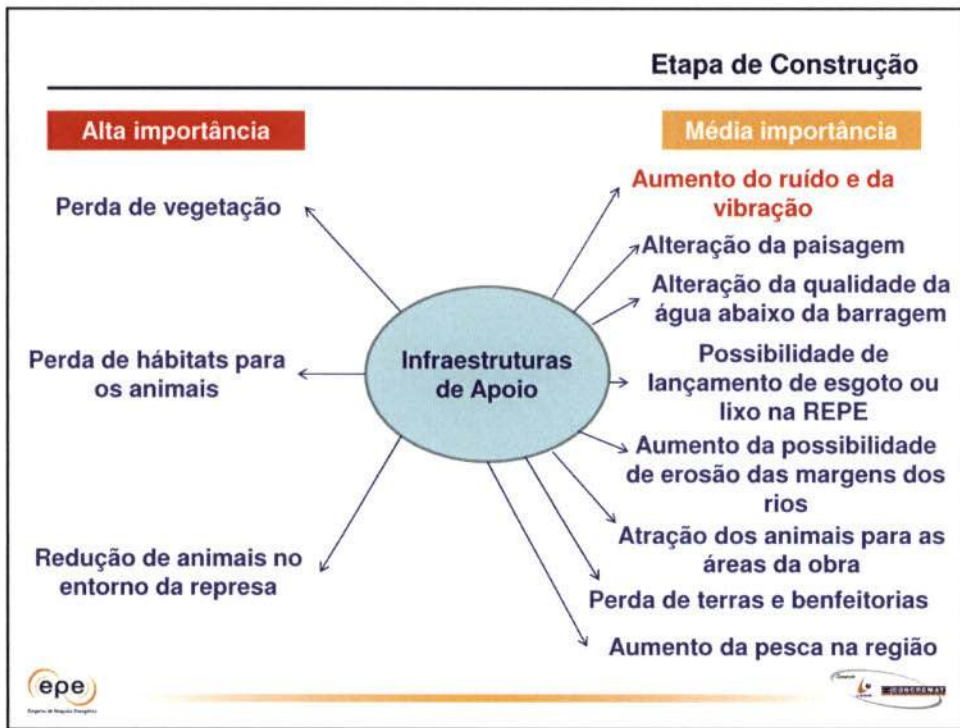 Etapa de Construção
Alta importância
Média importância
Perda de vegetação
Perda de hábitats para
os animais
Redução de animais no
entorno da represa
Infraestruturas
de Apoio
Aumento do ruído e da
vibração
Alteração da paisagem
Alteração da qualidade da
água abaixo da barragem
Possibilidade de
lançamento de esgoto ou
lixo na REPE
Aumento da possibilidade
de erosão das margens dos
rios
Atração dos animais para as
áreas da obra
Perda de terras e benfeitorias
Aumento da pesca na região
epe
Empresa de Pesquisa Energética
CONCREMAT